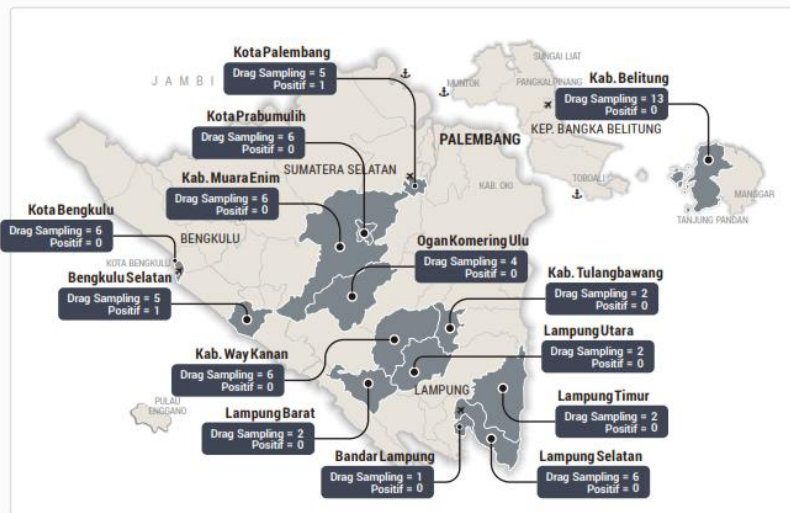 Kota Palembang
Drag Sampling = 5
Positif = 1
JAMBI
SUNGAI LIAT
MUNTOK
PANGKALPINANG
Kab. Belitung
Drag Sampling = 13
Positif = 0
Kota Prabumulih
Drag Sampling = 6
Positif = 0
PALEMBANG
KEP. BANGKA BELITUNG
SUMATERA SELATAN
Kab. Muara Enim
Drag Sampling = 6
Positif = 0
KAB. OKI
TOBOALI
MANGGAR
TANJUNG PANDAN
Kota Bengkulu
Drag Sampling = 6
Positif = 0
BENGKULU
KOTA BENGKULU
Ogan Komering Ulu
Drag Sampling = 4
Positif = 0
Bengkulu Selatan
Drag Sampling = 5
Positif = 1
Kab. Tulangbawang
Drag Sampling = 2
Positif = 0
Kab. Way Kanan
Drag Sampling = 6
Positif = 0
Lampung Utara
Drag Sampling = 2
Positif = 0
LAMPUNG
PULAU
ENGGANO
Lampung Barat
Drag Sampling = 2
Positif = 0
Lampung Timur
Drag Sampling = 2
Positif = 0
Bandar Lampung
Drag Sampling = 1
Positif = 0
Lampung Selatan
Drag Sampling = 6
Positif = 0